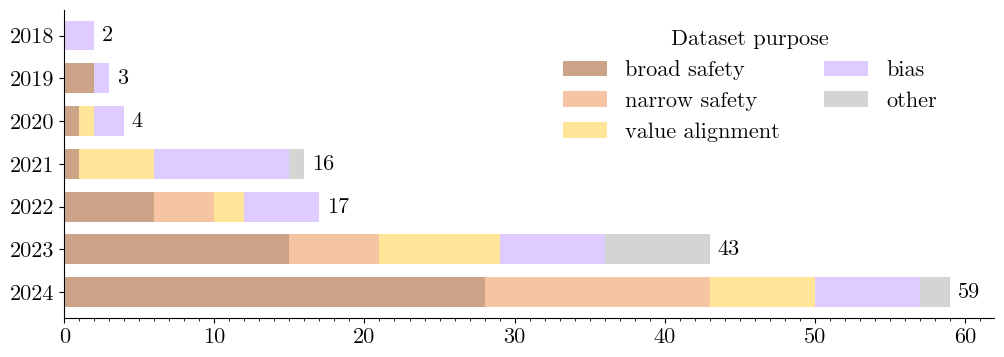 2018 2
2019 3
2020 4
2021 16
2022 17
2023 43
2024 59
0 10 20 30 40 50 60
Dataset purpose
broad safety bias
narrow safety other
value alignment